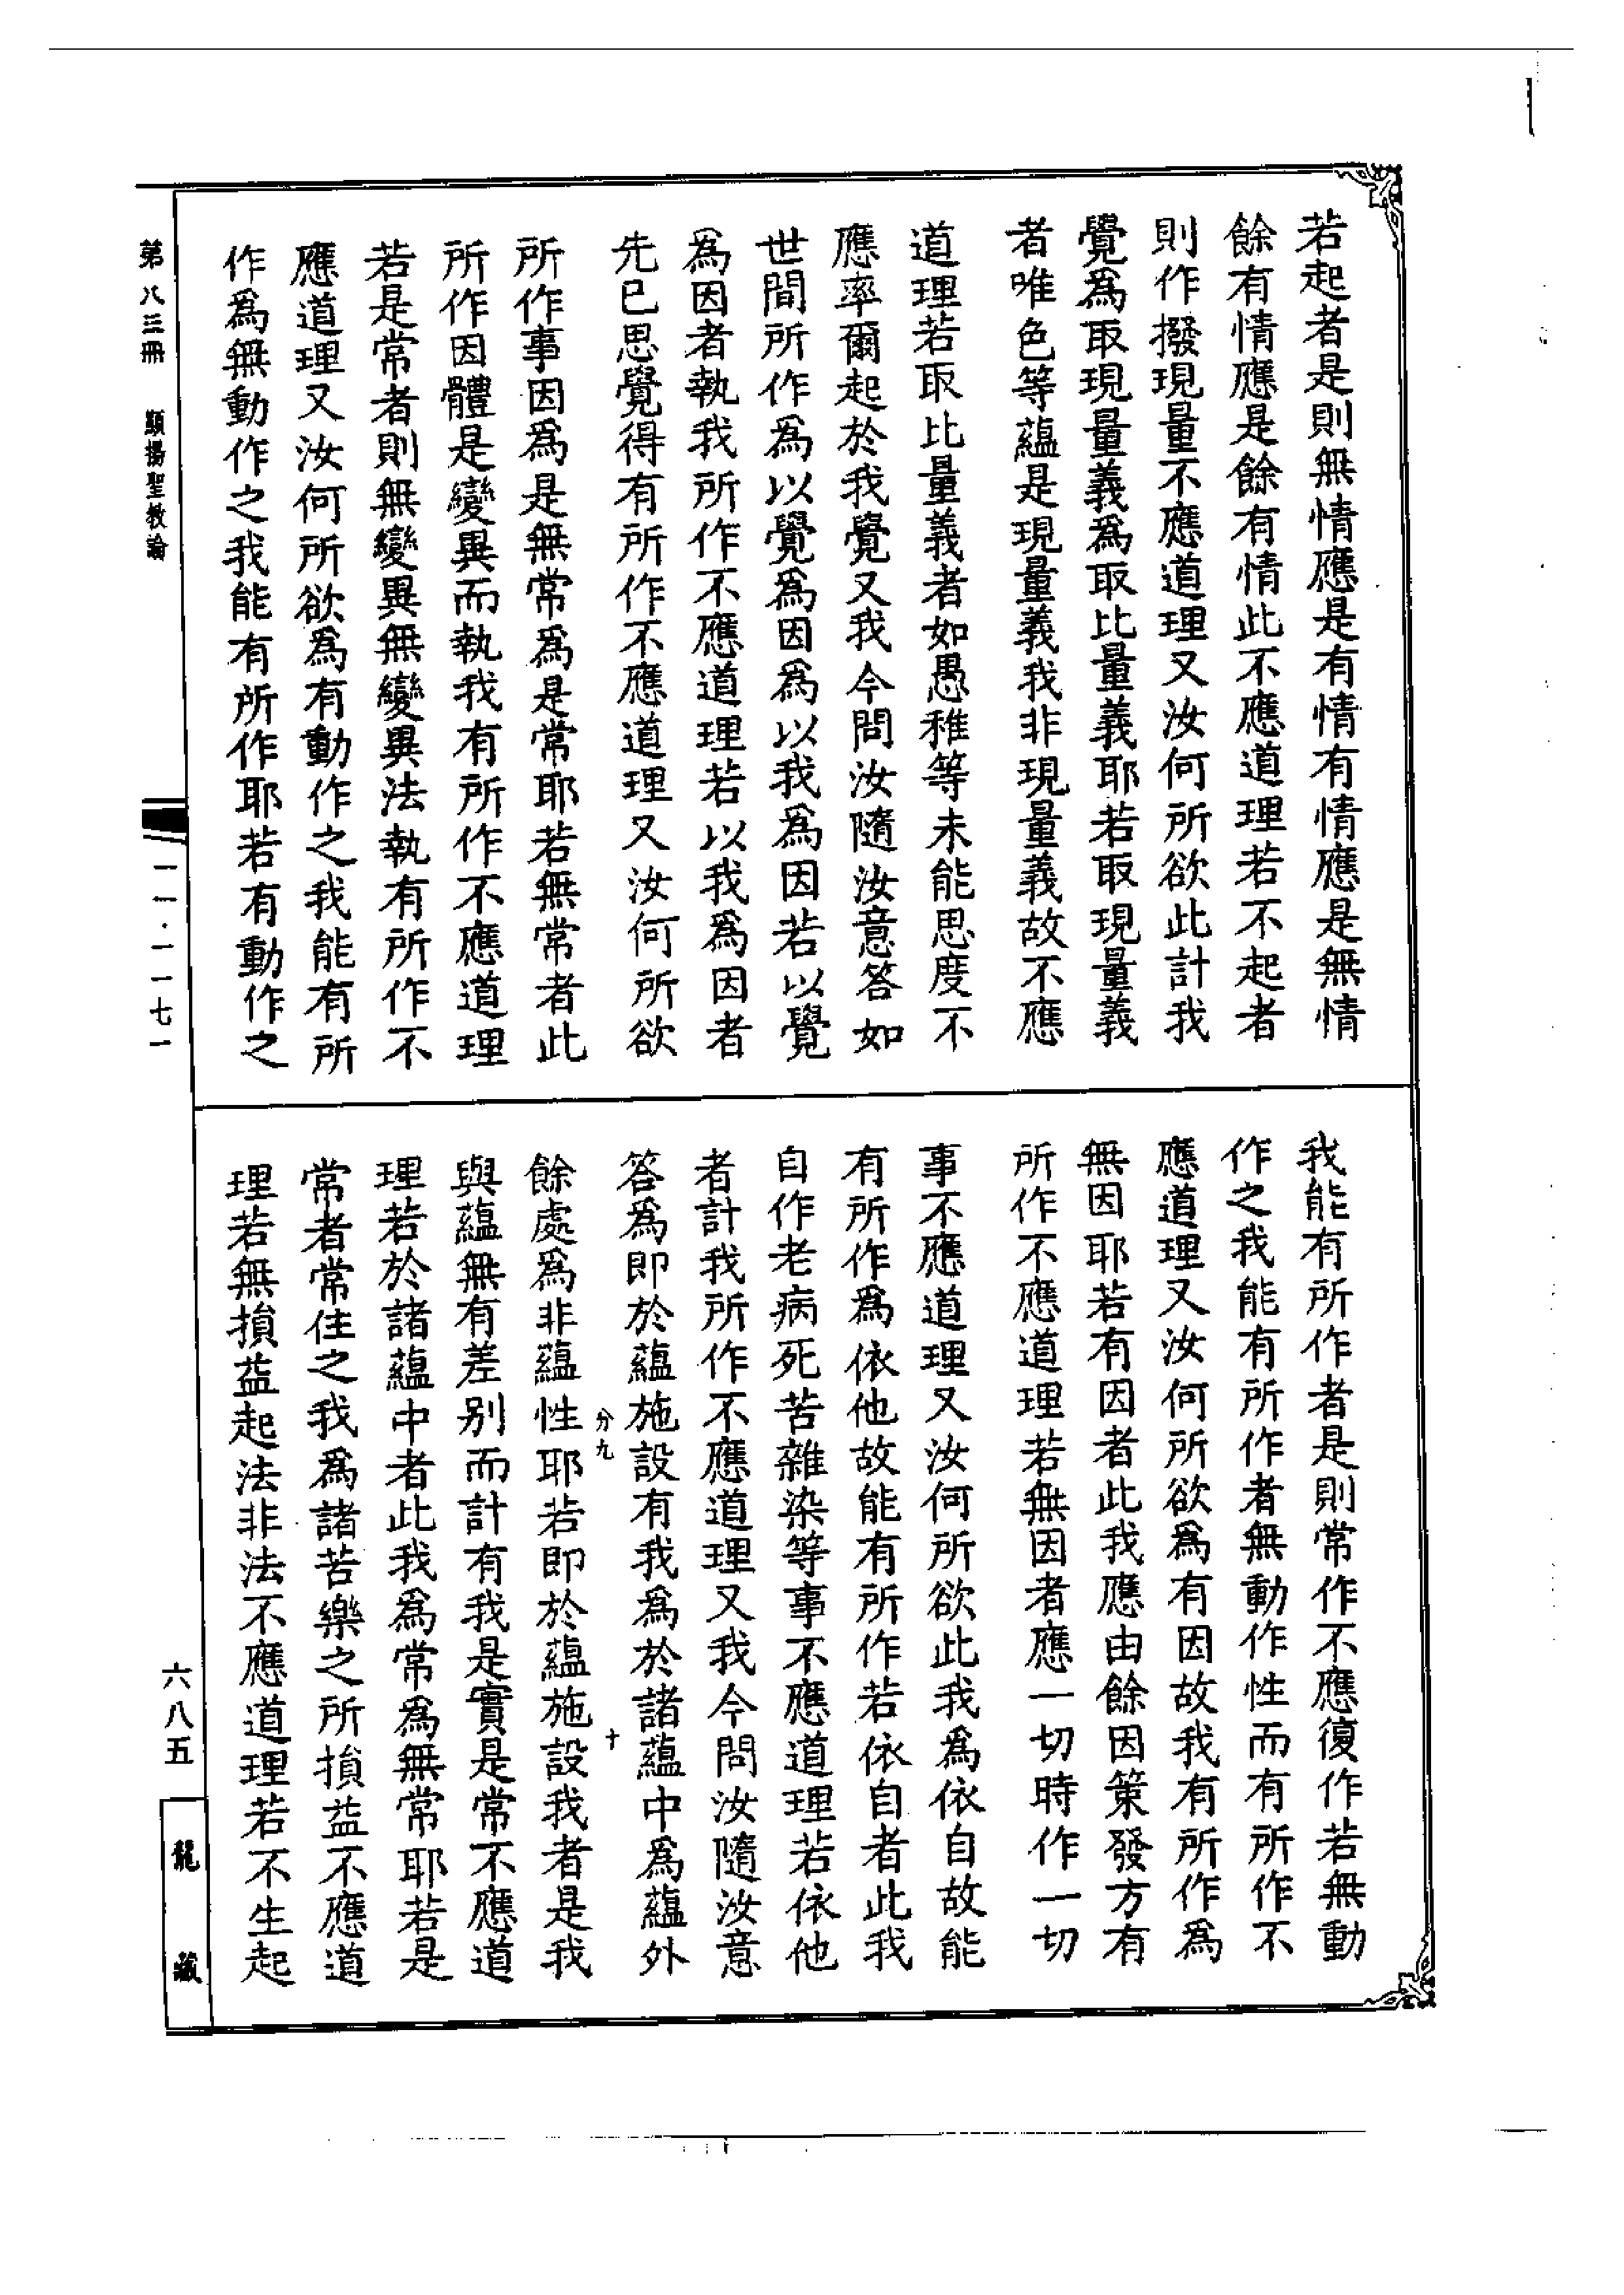 若起者是則無情應是有情有情應是無情
餘有情應是餘有情此不應道理若不起者
則作撥現量不應道理又汝何所欲此計我
覺為取現量義為取比量義耶若取現量義
者唯色等蘊是現量義我非現量義故不應
道理若取比量義者如愚稚等未能思度不
應率爾起於我覺又我今問汝隨汝意答如
世間所作為以覺為因為以我為因若以覺
為因者執我所作不應道理若以我為因者
先已思覺得有所作不應道理又汝何所欲
所作事因為是無常為是常耶若無常者此
所作因體是變異而執我有所作不應道理
若是常者則無變異無變異法執有所作不
應道理又汝何所欲為有動作之我能有所
作為無動作之我能有所作耶若有動作之
我能有所作者是則常作不應復作若無動
作之我能有所作者無動作性而有所作不
應道理又汝何所欲為有因故我有所作為
無因耶若有因者此我應由餘因策發方有
所作不應道理若無因者應一切時作一切
事不應道理又汝何所欲此我為依自故能
有所作為依他故能有所作若依自者此我
自作老病死苦雜染等事不應道理若依他
者計我所作不應道理又我今問汝隨汝意
答為即於蘊施設有我為於諸蘊中為蘊外
分九 十
餘處為非蘊性耶若即於蘊施設我者是我
與蘊無有差別而計有我是實是常不應道
理若於諸蘊中者此我為常為無常耶若是
常者常住之我為諸苦樂之所損益不應道
理若無損益起法非法不應道理若不生起
第八三冊 顯揚聖教論
一一·一一七一
六八五
龍藏